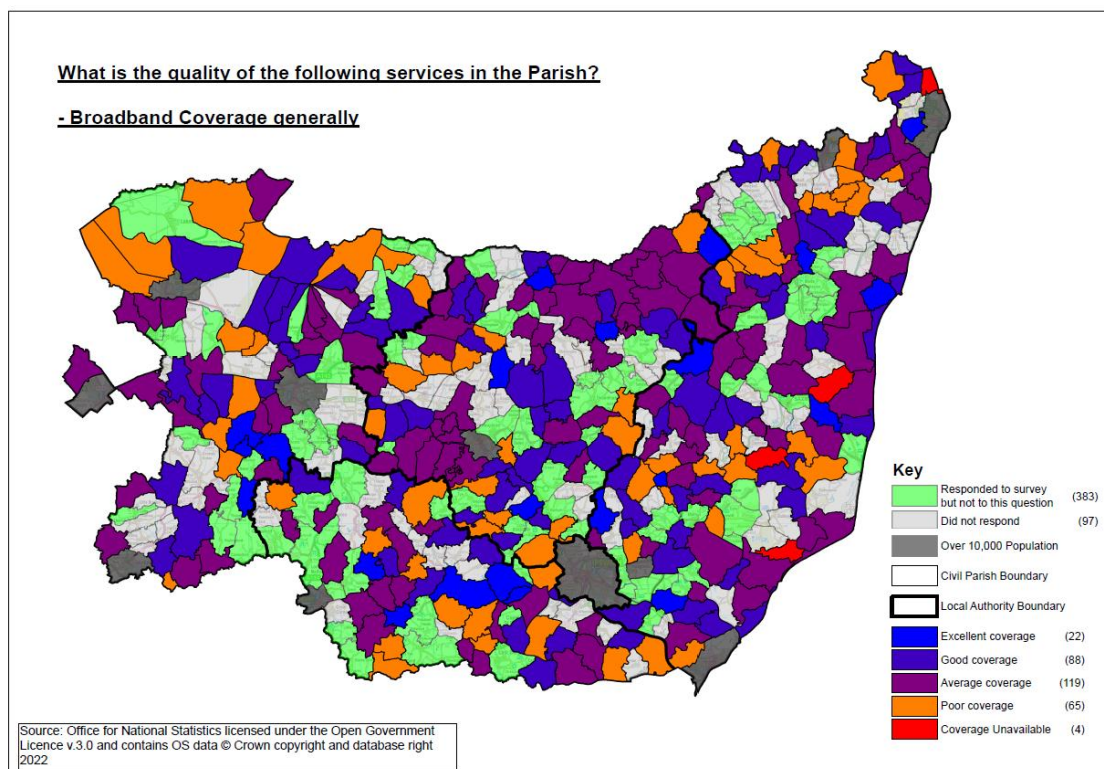 What is the quality of the following services in the Parish?
- Broadband Coverage generally
Key
Responded to survey (383)
but not to this question
Did not respond (97)
Over 10,000 Population
Civil Parish Boundary
Local Authority Boundary
Excellent coverage (22)
Good coverage (88)
Average coverage (119)
Poor coverage (65)
Coverage Unavailable (4)
Source: Office for National Statistics licensed under the Open Government
Licence v.3.0 and contains OS data © Crown copyright and database right
2022